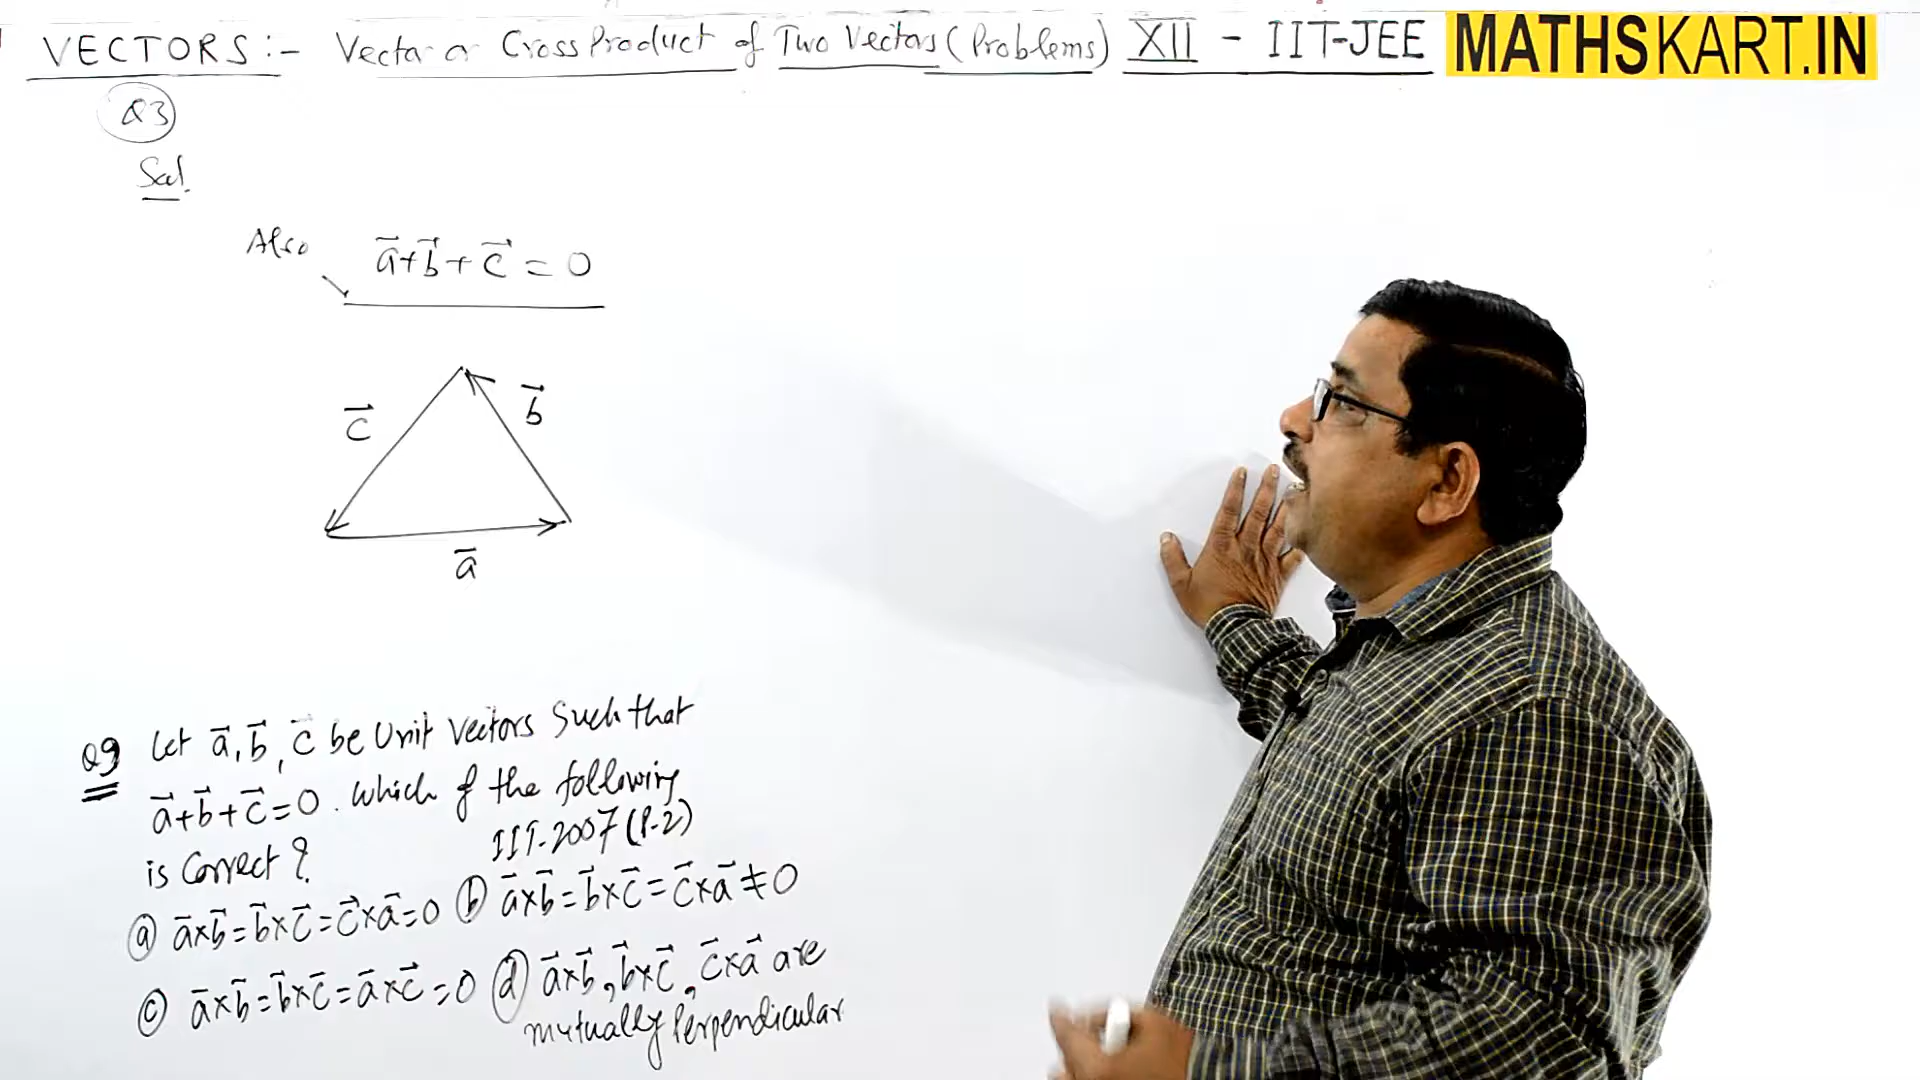 VECTORS :- Vector or Cross Product of Two Vectors (Problems) XII - IIT-JEE MATHSKART.IN
Q3
Sol.
Also a⃗+b⃗+c⃗ = 0
c⃗
b⃗
a⃗
Q9 Let a⃗, b⃗, c⃗ be Unit Vectors Such that
a⃗+b⃗+c⃗=0. Which of the following
is Correct? IIT-2007 (P-2)
(a) a⃗×b⃗=b⃗×c⃗=c⃗×a⃗=0 (b) a⃗×b⃗=b⃗×c⃗=c⃗×a⃗≠0
(c) a⃗×b⃗=b⃗×c⃗=a⃗×c⃗=0 (d) a⃗×b⃗, b⃗×c⃗, c⃗×a⃗ are
mutually Perpendicular